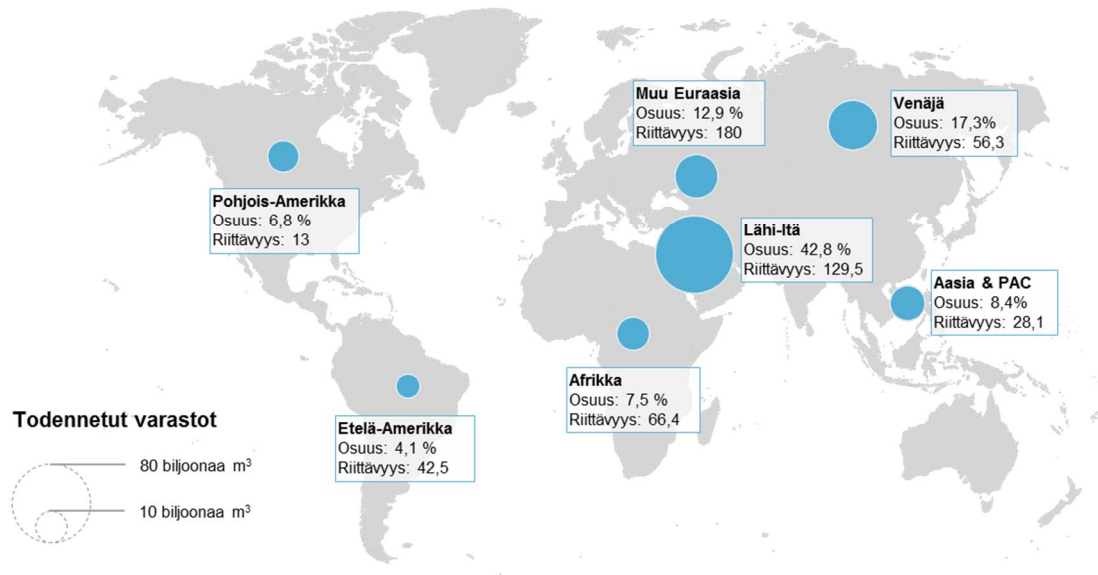 Muu Euraasia
Osuus: 12,9 %
Riittävyys: 180
Venäjä
Osuus: 17,3%
Riittävyys: 56,3
Pohjois-Amerikka
Osuus: 6,8 %
Riittävyys: 13
Lähi-Itä
Osuus: 42,8 %
Riittävyys: 129,5
Aasia & PAC
Osuus: 8,4%
Riittävyys: 28,1
Afrikka
Osuus: 7,5 %
Riittävyys: 66,4
Etelä-Amerikka
Osuus: 4,1 %
Riittävyys: 42,5
Todennetut varastot
80 biljoonaa m³
10 biljoonaa m³